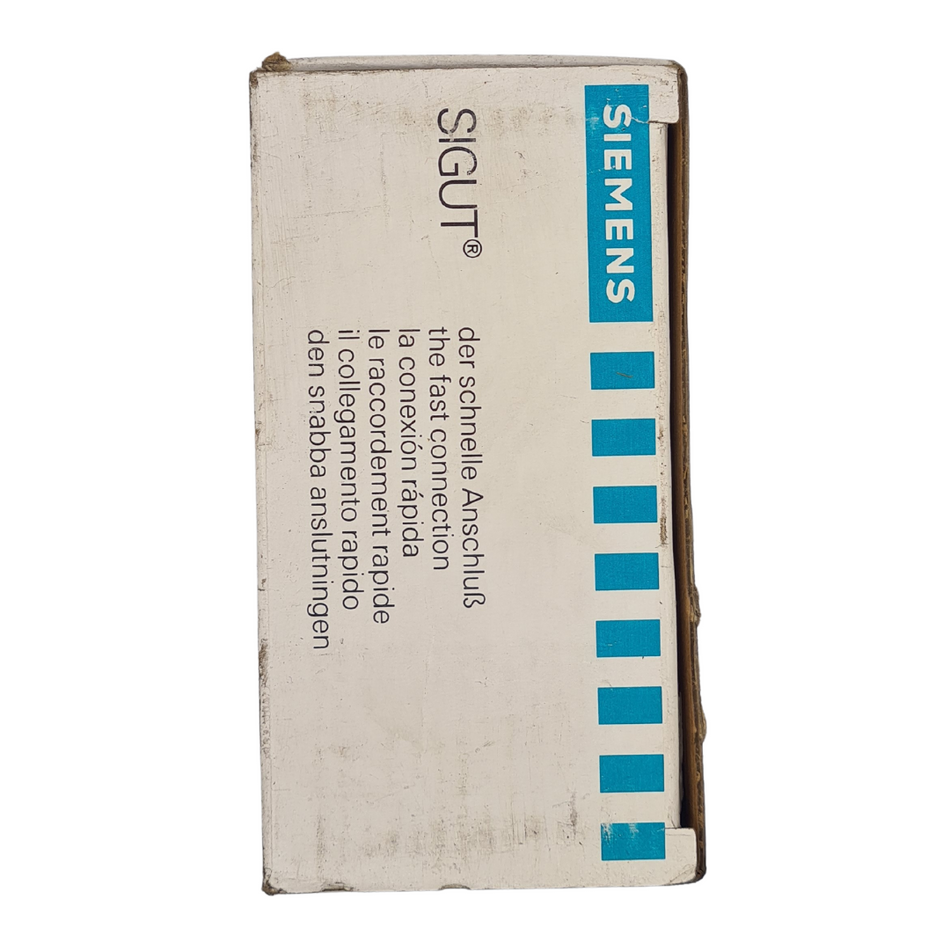 SIEMENS
SIGUT®
der schnelle Anschluß
the fast connection
la conexión rápida
le raccordement rapide
il collegamento rapido
den snabba anslutningen